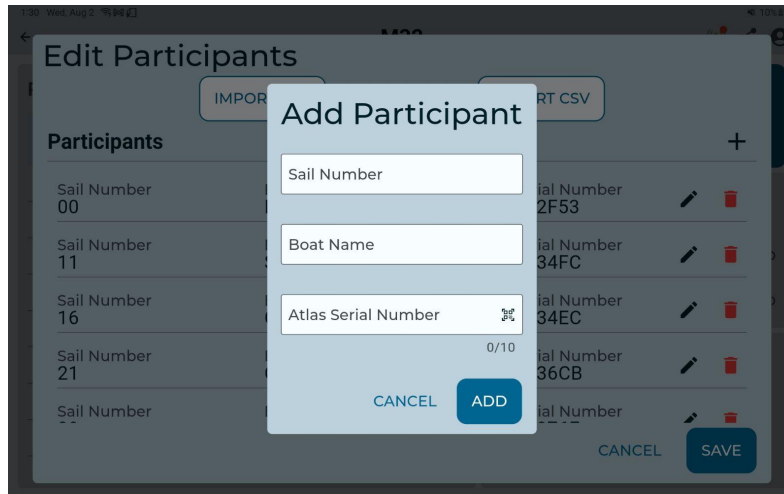 1:30 Wed, Aug 2
10%
Edit Participants
IMPOR
RT CSV
Add Participant
Participants
+
Sail Number
Boat Name
Atlas Serial Number
0/10
CANCEL
ADD
Sail Number
ial Number
00
2F53
Sail Number
ial Number
11
34FC
Sail Number
ial Number
16
34EC
Sail Number
ial Number
21
36CB
Sail Number
ial Number
CANCEL
SAVE